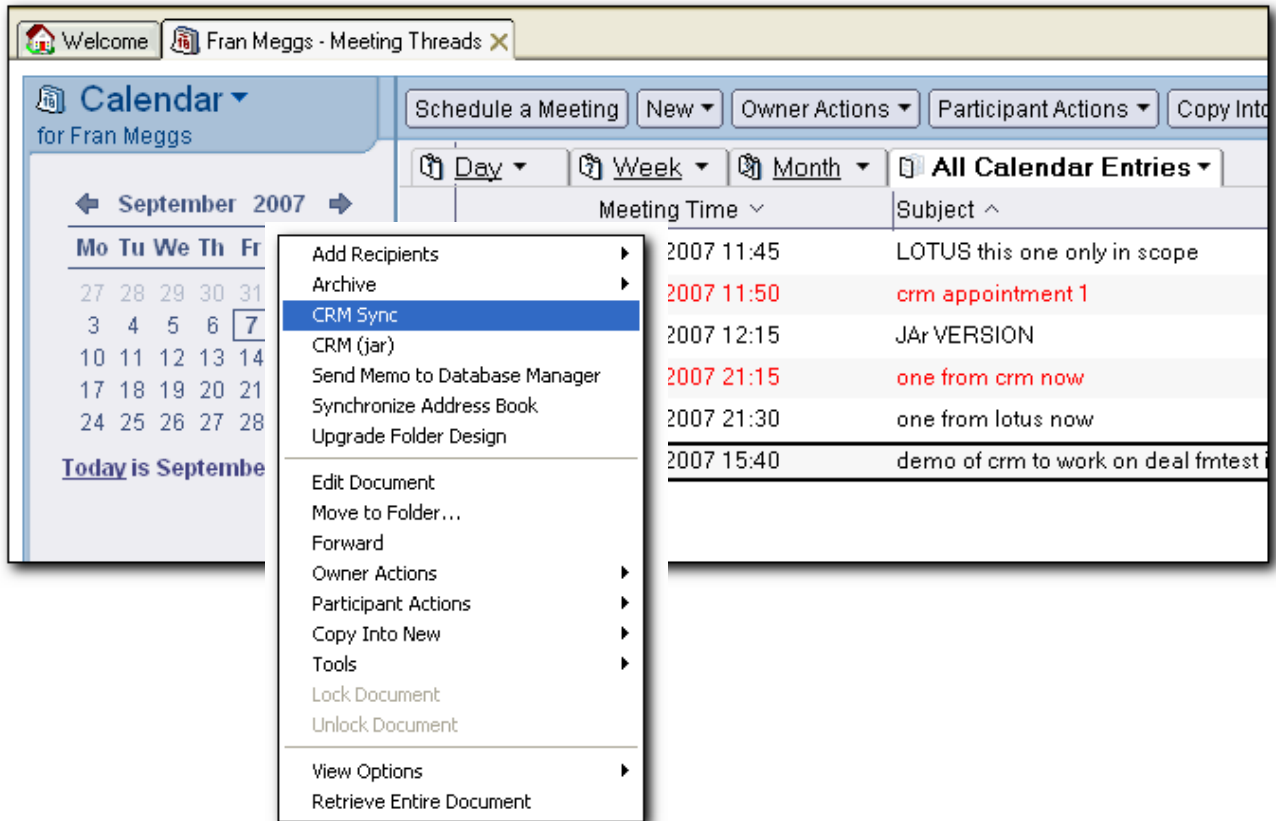 Welcome
Fran Meggs - Meeting Threads
Calendar
for Fran Meggs
Schedule a Meeting New Owner Actions Participant Actions Copy Into
Day Week Month All Calendar Entries
September 2007
Meeting Time Subject
Mo Tu We Th Fr
27 28 29 30 31
3 4 5 6 7
10 11 12 13 14
17 18 19 20 21
24 25 26 27 28
Today is Septembe
Add Recipients
Archive
CRM Sync
CRM (jar)
Send Memo to Database Manager
Synchronize Address Book
Upgrade Folder Design
Edit Document
Move to Folder...
Forward
Owner Actions
Participant Actions
Copy Into New
Tools
Lock Document
Unlock Document
View Options
Retrieve Entire Document
2007 11:45 LOTUS this one only in scope
2007 11:50 crm appointment 1
2007 12:15 JAr VERSION
2007 21:15 one from crm now
2007 21:30 one from lotus now
2007 15:40 demo of crm to work on deal fmtest i